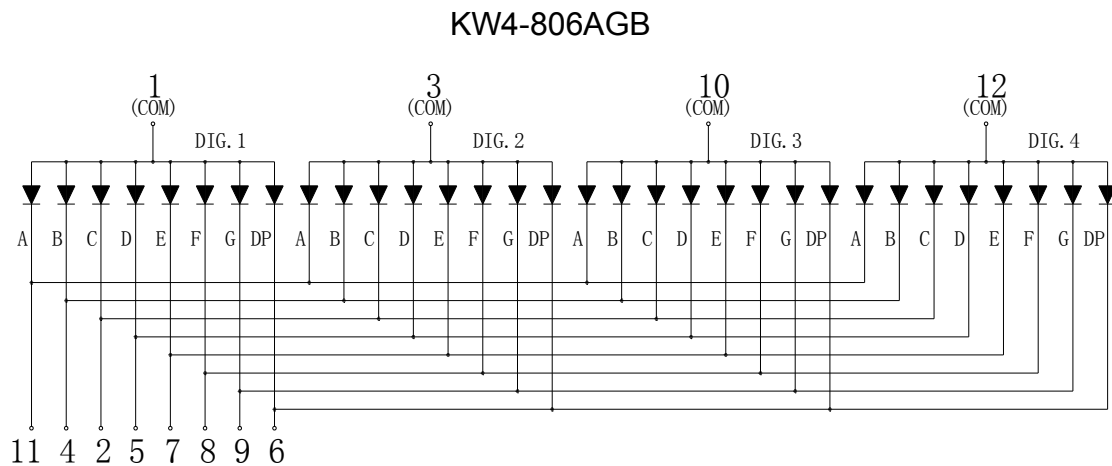 KW4-806AGB
1 3 10 12
(COM) (COM) (COM) (COM)
DIG.1 DIG.2 DIG.3 DIG.4
A B C D E F G DP A B C D E F G DP A B C D E F G DP A B C D E F G DP
11 4 2 5 7 8 9 6